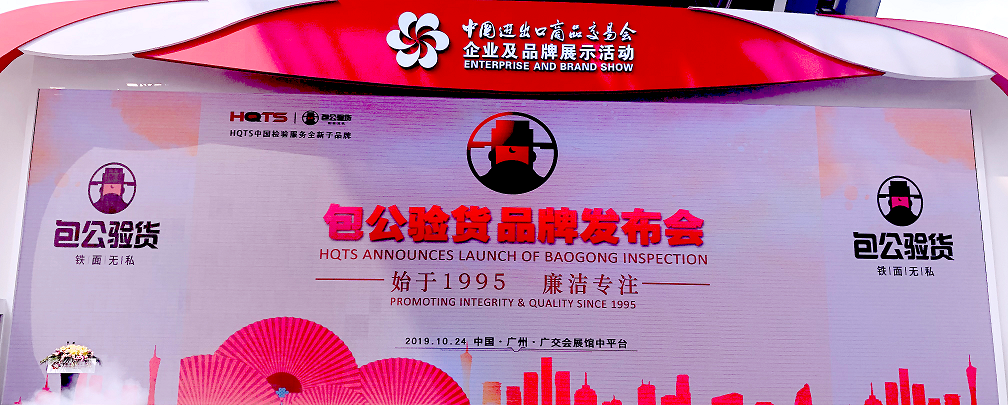 中国进出口商品交易会
企业及品牌展示活动
ENTERPRISE AND BRAND SHOW
HQTS 包公验货
HQTS中国检验服务全新子品牌
包公验货品牌发布会
HQTS ANNOUNCES LAUNCH OF BAOGONG INSPECTION
始于1995 廉洁专注
PROMOTING INTEGRITY & QUALITY SINCE 1995
2019.10.24 中国·广州·广交会展馆中平台
包公验货
铁|面|无|私
包公验货
铁|面|无|私